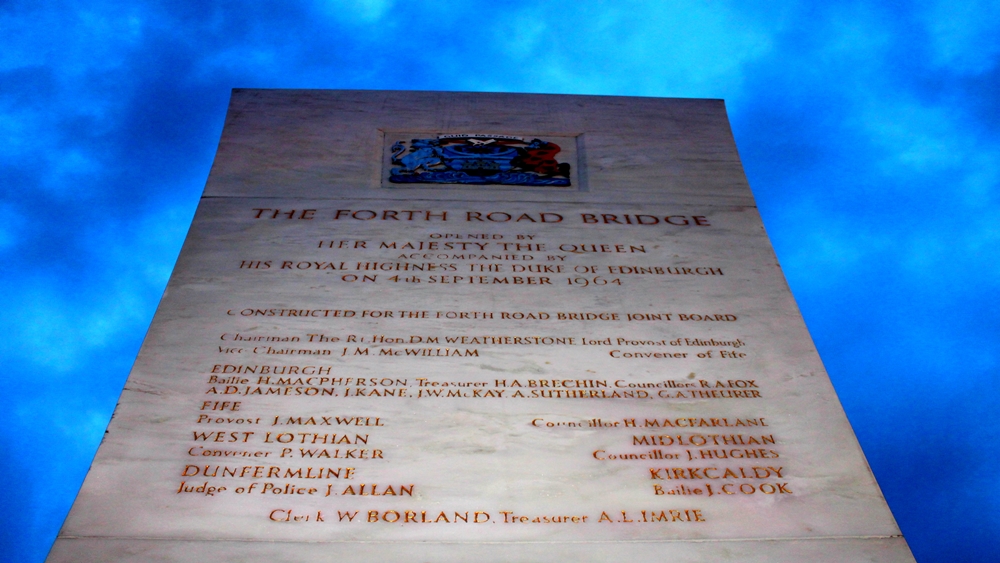 THE FORTH ROAD BRIDGE
OPENED BY
HER MAJESTY THE QUEEN
ACCOMPANIED BY
HIS ROYAL HIGHNESS THE DUKE OF EDINBURGH
ON 4th SEPTEMBER 1964
CONSTRUCTED FOR THE FORTH ROAD BRIDGE JOINT BOARD
Chairman The Rt. Hon. D.M WEATHERSTONE Lord Provost of Edinburgh
Vice-Chairman J.M. McWILLIAM Convener of Fife
EDINBURGH
Bailie H.MACPHERSON, Treasurer H.A.BRECHIN, Councillors R.A.FOX
A.D.JAMESON, J.KANE, J.W.McKAY, A.SUTHERLAND, G.A.THEURER
FIFE
Provost J.MAXWELL Councillor H.MACFARLANE
WEST LOTHIAN MIDLOTHIAN
Convener P.WALKER Councillor J.HUGHES
DUNFERMLINE KIRKCALDY
Judge of Police J.ALLAN Bailie J.COOK
Clerk W BORLAND, Treasurer A.L.IMRIE